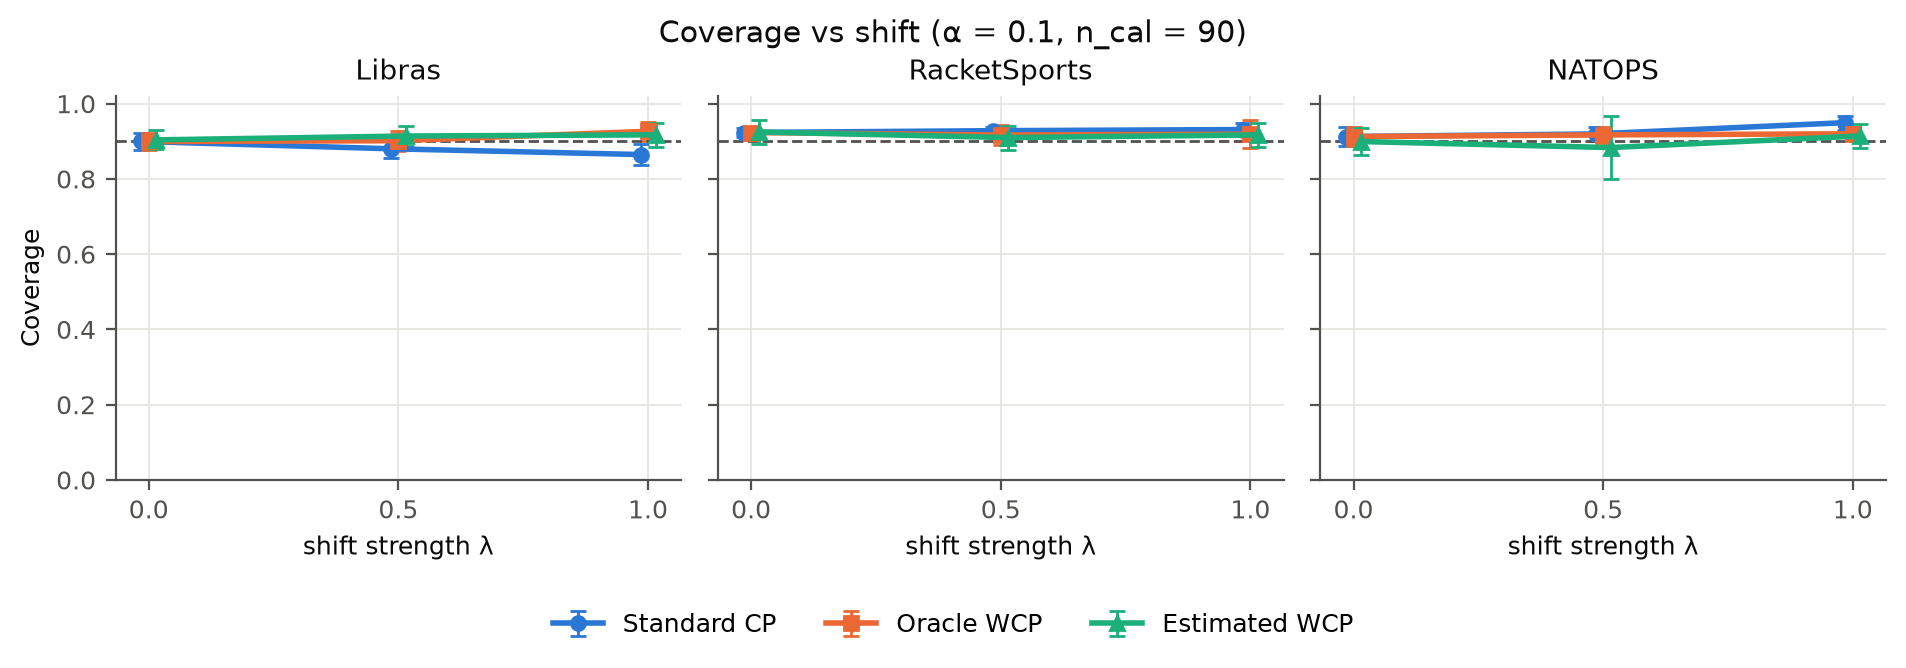 Coverage vs shift (α = 0.1, n_cal = 90)
Libras
RacketSports
NATOPS
Coverage
1.0
0.8
0.6
0.4
0.2
0.0
0.0 0.5 1.0
0.0 0.5 1.0
0.0 0.5 1.0
shift strength λ
shift strength λ
shift strength λ
Standard CP
Oracle WCP
Estimated WCP